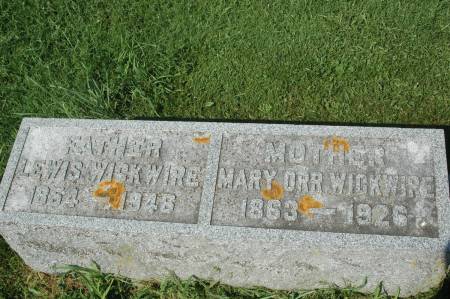 FATHER
LEWIS WICKWIRE
1854 – 1946
MOTHER
MARY ORR WICKWIRE
1863 – 1926